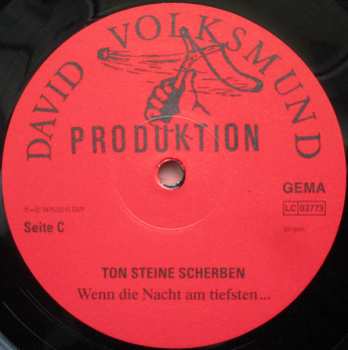 DAVID VOLKSMUND
PRODUKTION
GEMA
LC 03773
Seite C
TON STEINE SCHERBEN
Wenn die Nacht am tiefsten...